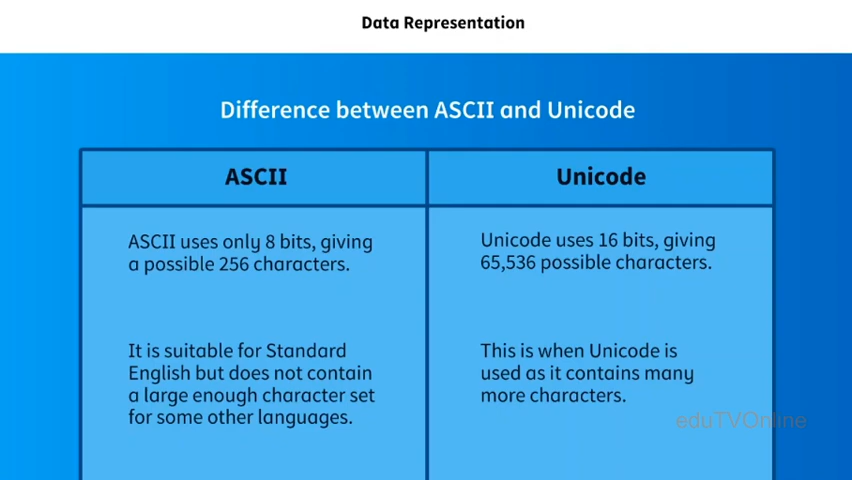 Data Representation
Difference between ASCII and Unicode
ASCII
Unicode
ASCII uses only 8 bits, giving
a possible 256 characters.
Unicode uses 16 bits, giving
65,536 possible characters.
It is suitable for Standard
English but does not contain
a large enough character set
for some other languages.
This is when Unicode is
used as it contains many
more characters.
eduTVOnline